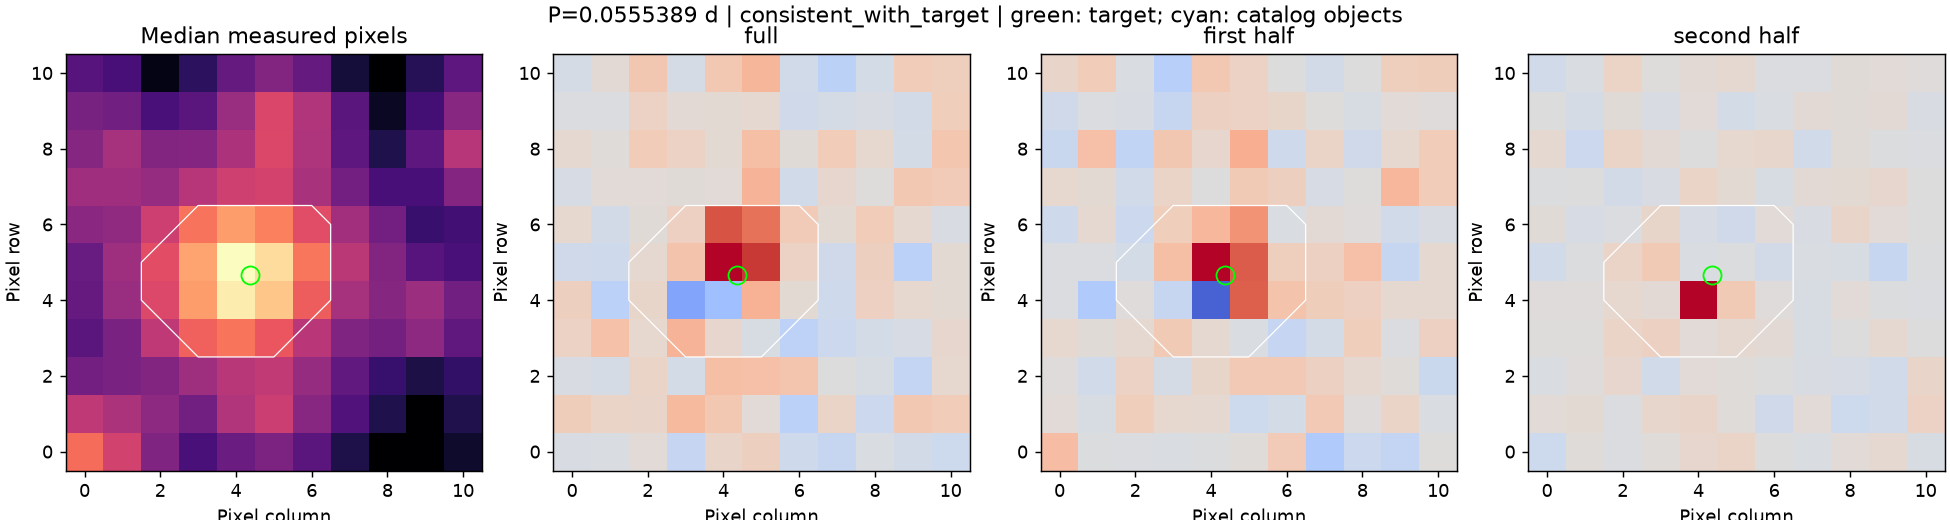 P=0.0555389 d | consistent_with_target | green: target; cyan: catalog objects
Median measured pixels
full
first half
second half
10
8
6
4
2
0
Pixel row
0 2 4 6 8 10
Pixel column
10
8
6
4
2
0
Pixel row
0 2 4 6 8 10
Pixel column
10
8
6
4
2
0
Pixel row
0 2 4 6 8 10
Pixel column
10
8
6
4
2
0
Pixel row
0 2 4 6 8 10
Pixel column